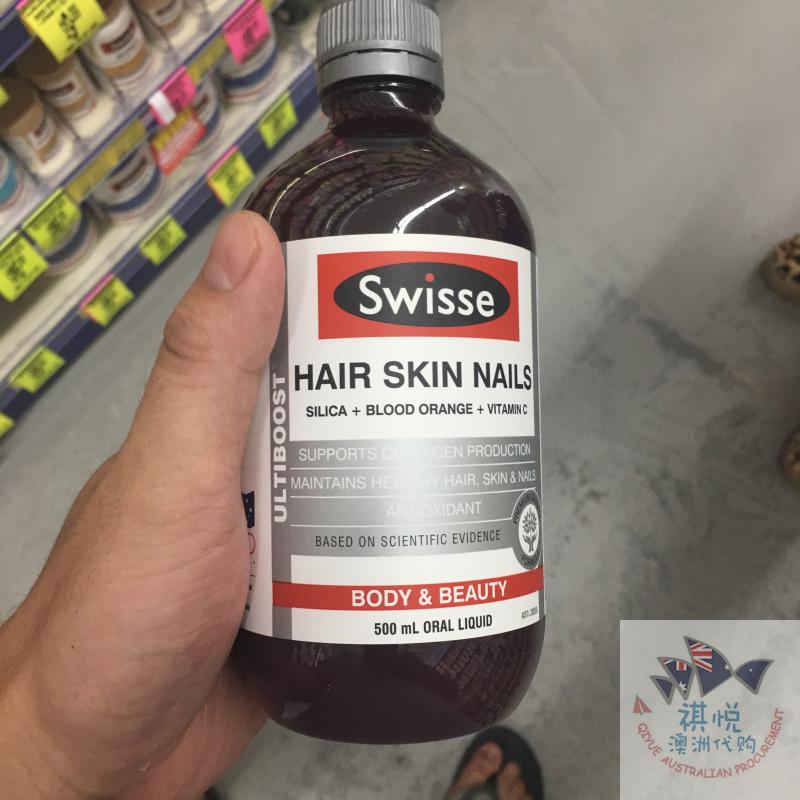 Swisse
HAIR SKIN NAILS
SILICA + BLOOD ORANGE + VITAMIN C
ULTIBOOST
SUPPORTS COLLAGEN PRODUCTION
MAINTAINS HEALTHY HAIR, SKIN & NAILS
ANTIOXIDANT
BASED ON SCIENTIFIC EVIDENCE
BODY & BEAUTY
500 mL ORAL LIQUID
Swisse
祺悦
澳洲代购
QIYUE AUSTRALIAN PROCUREMENT